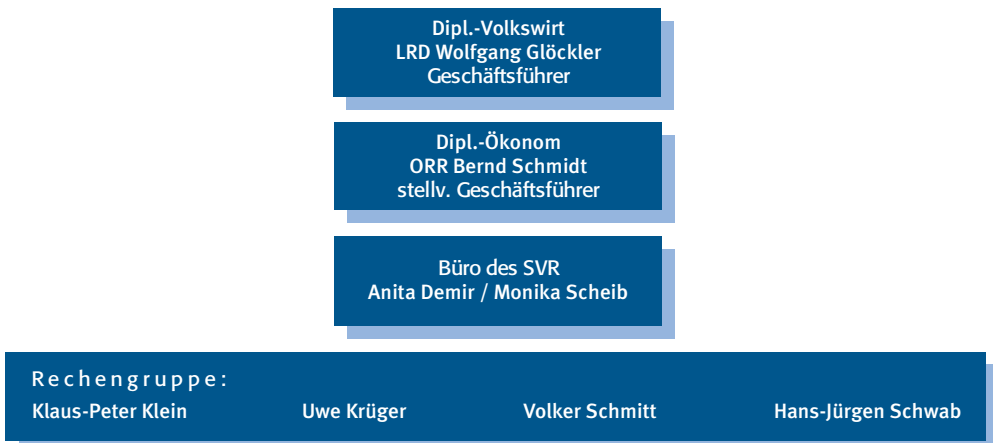 Dipl.-Volkswirt
LRD Wolfgang Glöckler
Geschäftsführer
Dipl.-Ökonom
ORR Bernd Schmidt
stellv. Geschäftsführer
Büro des SVR
Anita Demir / Monika Scheib
Rechengruppe:
Klaus-Peter Klein Uwe Krüger Volker Schmitt Hans-Jürgen Schwab